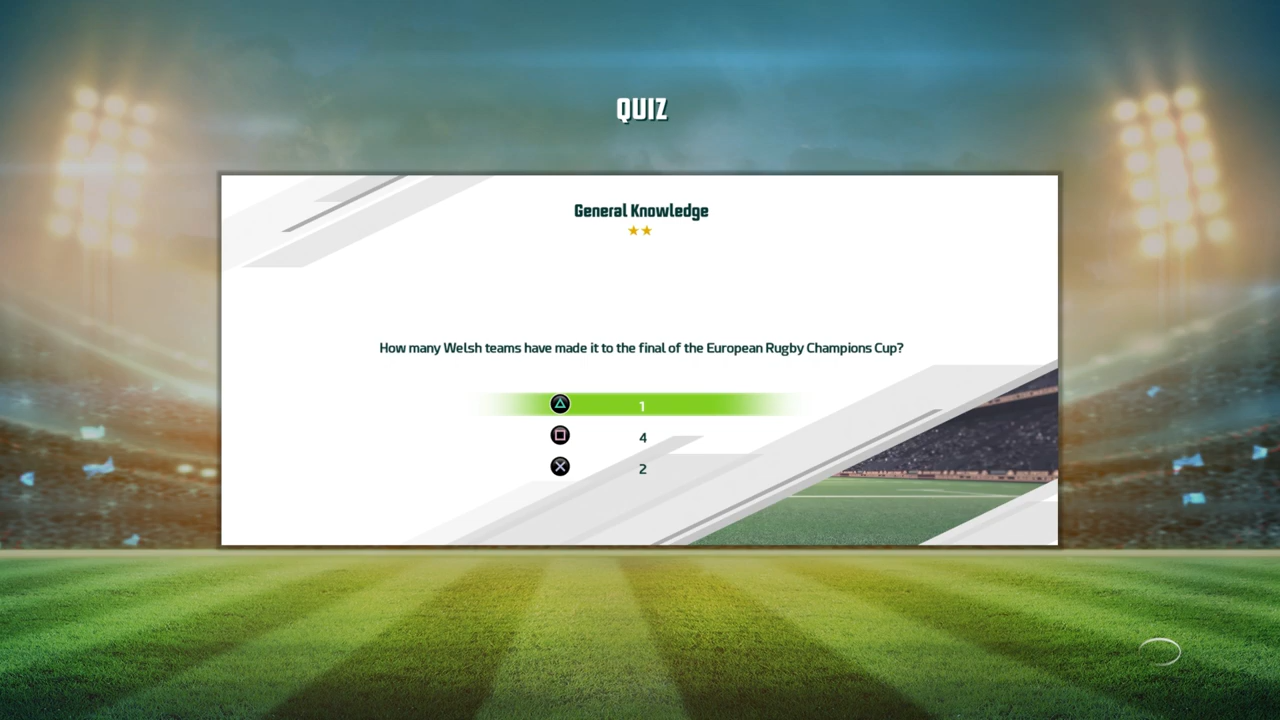 QUIZ
General Knowledge
How many Welsh teams have made it to the final of the European Rugby Champions Cup?
1
4
2